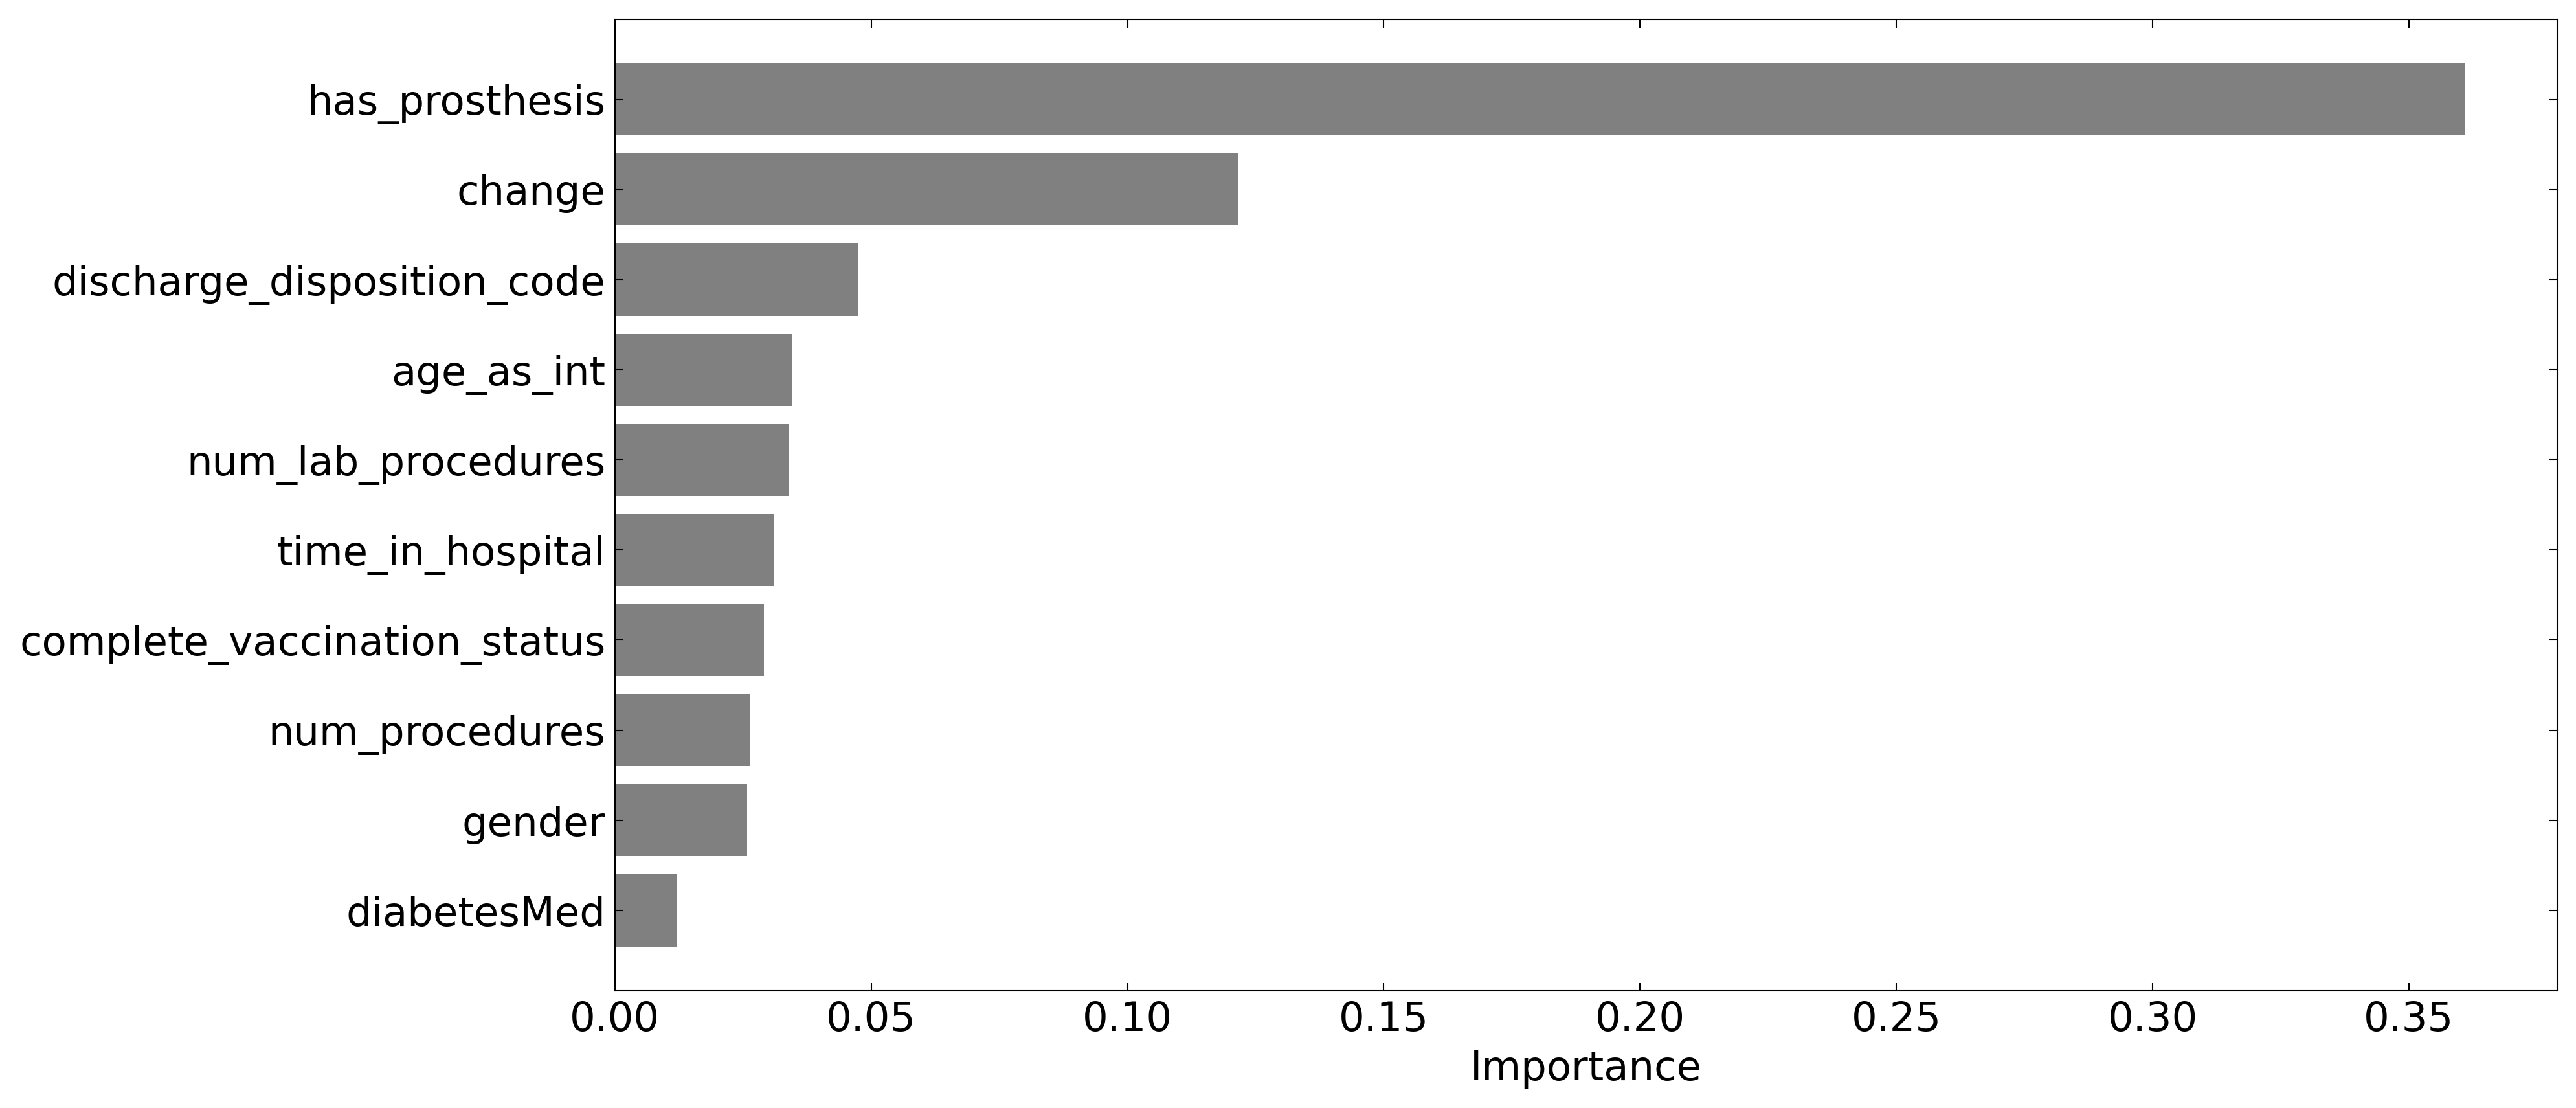 has_prosthesis
change
discharge_disposition_code
age_as_int
num_lab_procedures
time_in_hospital
complete_vaccination_status
num_procedures
gender
diabetesMed
0.00 0.05 0.10 0.15 0.20 0.25 0.30 0.35
Importance